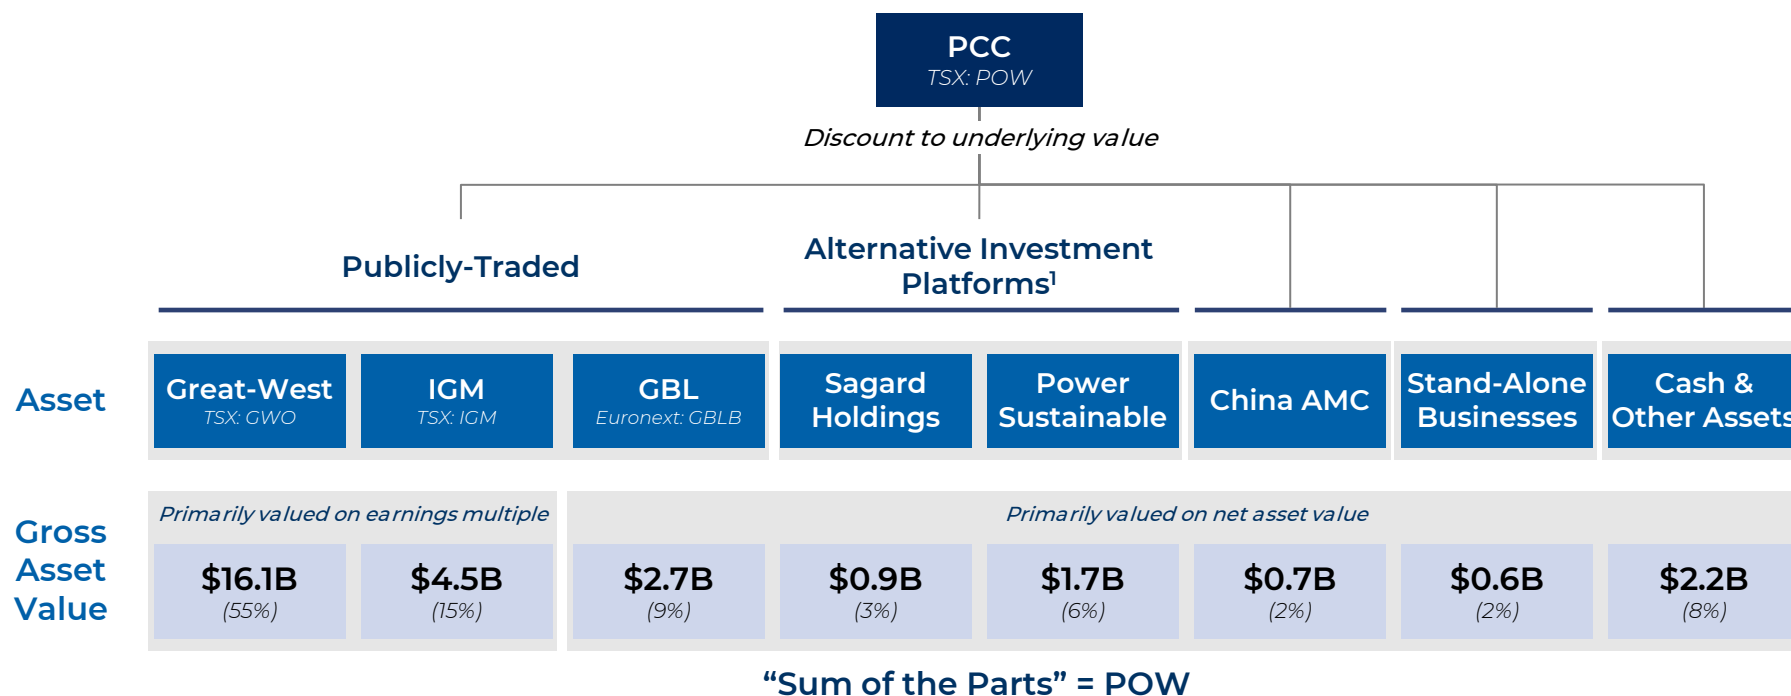 PCC
TSX: POW
Discount to underlying value
Publicly-Traded
Alternative Investment
Platforms¹
Asset
Great-West
TSX: GWO
IGM
TSX: IGM
GBL
Euronext: GBLB
Sagard
Holdings
Power
Sustainable
China AMC
Stand-Alone
Businesses
Cash &
Other Assets
Gross
Asset
Value
Primarily valued on earnings multiple
Primarily valued on net asset value
$16.1B
(55%)
$4.5B
(15%)
$2.7B
(9%)
$0.9B
(3%)
$1.7B
(6%)
$0.7B
(2%)
$0.6B
(2%)
$2.2B
(8%)
“Sum of the Parts” = POW